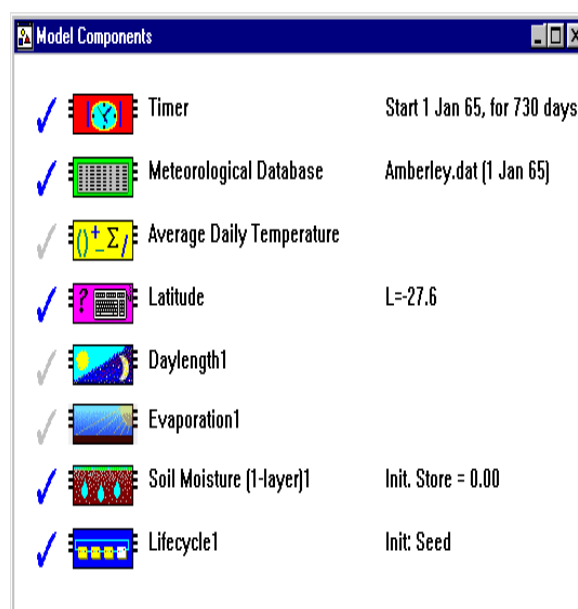 Model Components
Timer Start 1 Jan 65, for 730 days
Meteorological Database Amberley.dat (1 Jan 65)
Average Daily Temperature
Latitude L=-27.6
Daylength1
Evaporation1
Soil Moisture (1-layer)1 Init. Store = 0.00
Lifecycle1 Init: Seed